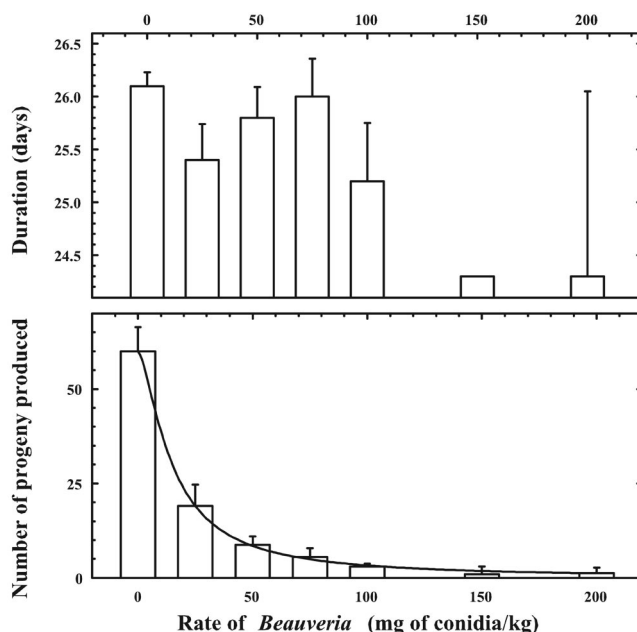 0 50 100 150 200
26.5
26.0
25.5
25.0
24.5
Duration (days)
50
25
0
Number of progeny produced
0 50 100 150 200
Rate of Beauveria (mg of conidia/kg)